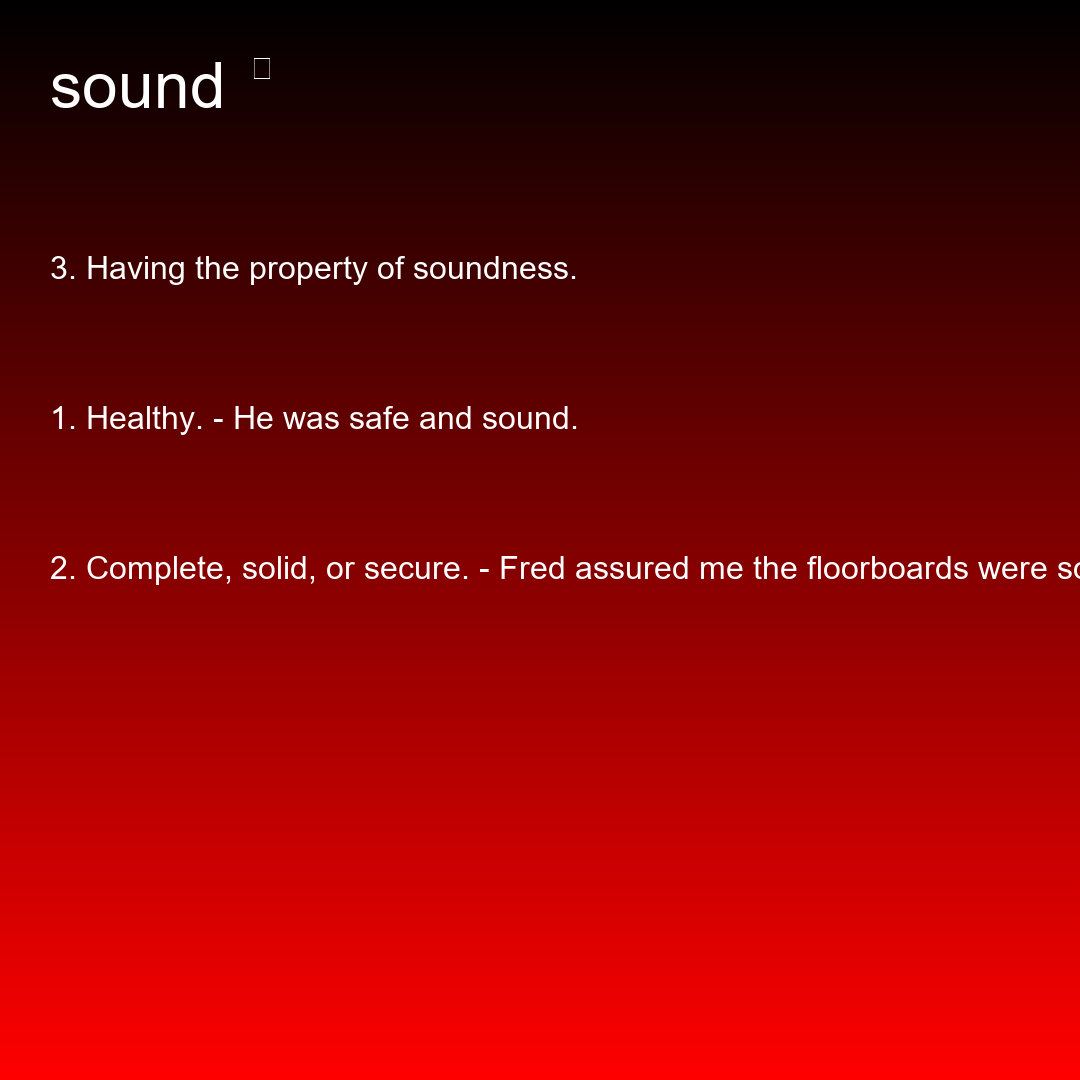 sound
3. Having the property of soundness.
1. Healthy. - He was safe and sound.
2. Complete, solid, or secure. - Fred assured me the floorboards were